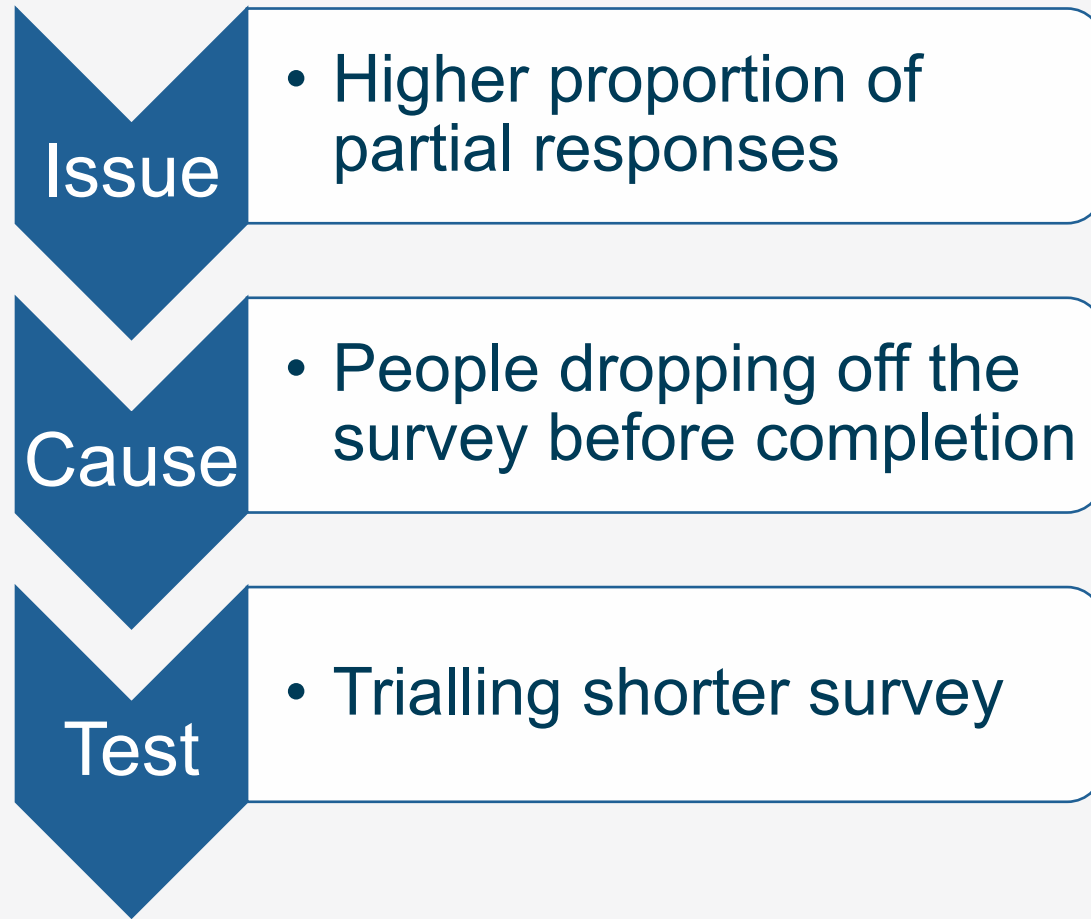 Issue
• Higher proportion of
partial responses
Cause
• People dropping off the
survey before completion
Test
• Trialling shorter survey